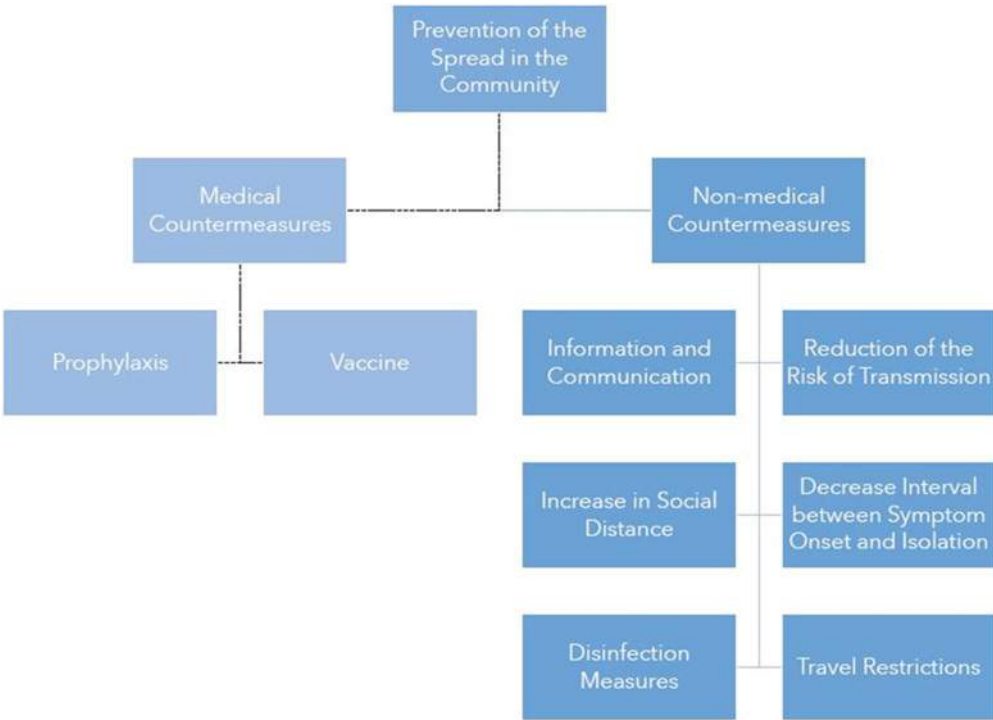 Prevention of the
Spread in the
Community
Medical
Countermeasures
Non-medical
Countermeasures
Prophylaxis
Vaccine
Information and
Communication
Reduction of the
Risk of Transmission
Increase in Social
Distance
Decrease Interval
between Symptom
Onset and Isolation
Disinfection
Measures
Travel Restrictions